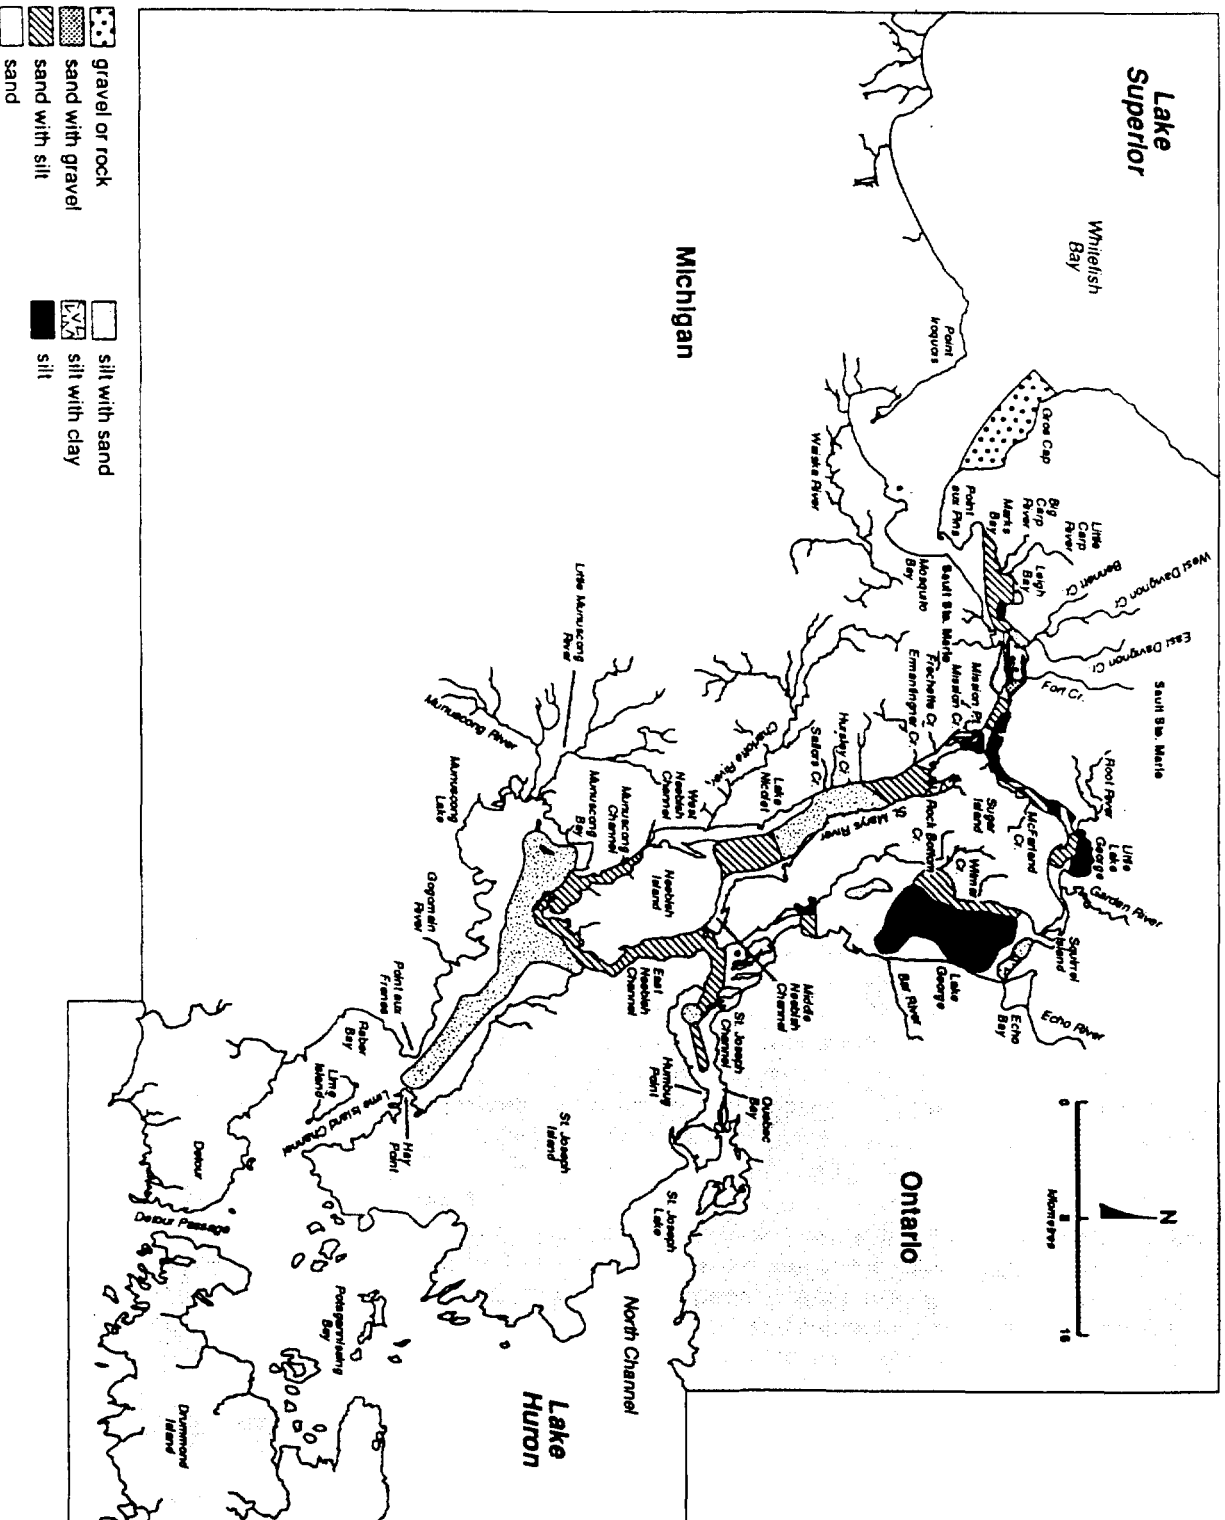 Lake
Superior
Whitefish
Bay
Michigan
Point
Iroquois
Gros Cap
Point
aux Pins
Marks
Bay
Big
Carp
River
Little
Carp
River
Leigh
Bay
Bennett Cr.
West Davignon Cr.
East Davignon Cr.
Fort Cr.
Sault Ste. Marie
Root River
Little
Lake
George
Garden River
Waiska River
Mosquito
Bay
Sault Ste. Marie
Mission Pt.
Mission Cr.
Frechette Cr.
Ermantinger Cr.
Hursley Cr.
Sailors Cr.
Charlotte River
Lake
Nicolet
St. Marys River
Sugar
Island
McFarland
Cr.
Rock Bottom
Cr.
Wilmer
Cr.
Squirrel
Island
Echo River
Echo
Bay
Lake
George
Bar River
Little Munuscong
River
Munuscong River
Munuscong
Lake
Munuscong
Bay
Munuscong
Channel
West
Neebish
Channel
Neebish
Island
East
Neebish
Channel
Middle
Neebish
Channel
St. Joseph
Channel
Humbug
Point
Quebec
Bay
Gogomain
River
Point aux
Frenes
Raber
Bay
Lime
Island
Lime Island Channel
Hay
Point
St. Joseph
Island
St. Joseph
Lake
Ontario
0 8 16
kilometres
N
North Channel
Lake
Huron
Detour
Detour Passage
Potagannissing
Bay
Drummond
Island
gravel or rock
sand with gravel
sand with silt
sand
silt with sand
silt with clay
silt